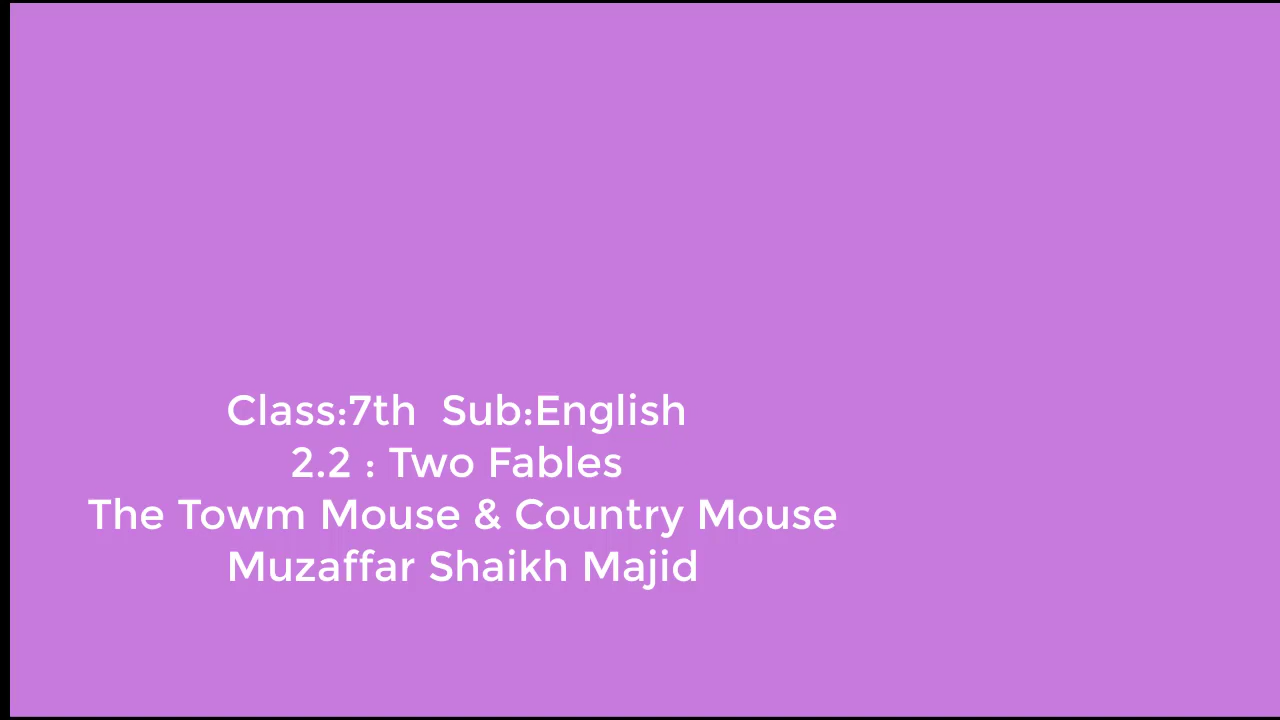 Class:7th Sub:English
2.2 : Two Fables
The Towm Mouse & Country Mouse
Muzaffar Shaikh Majid